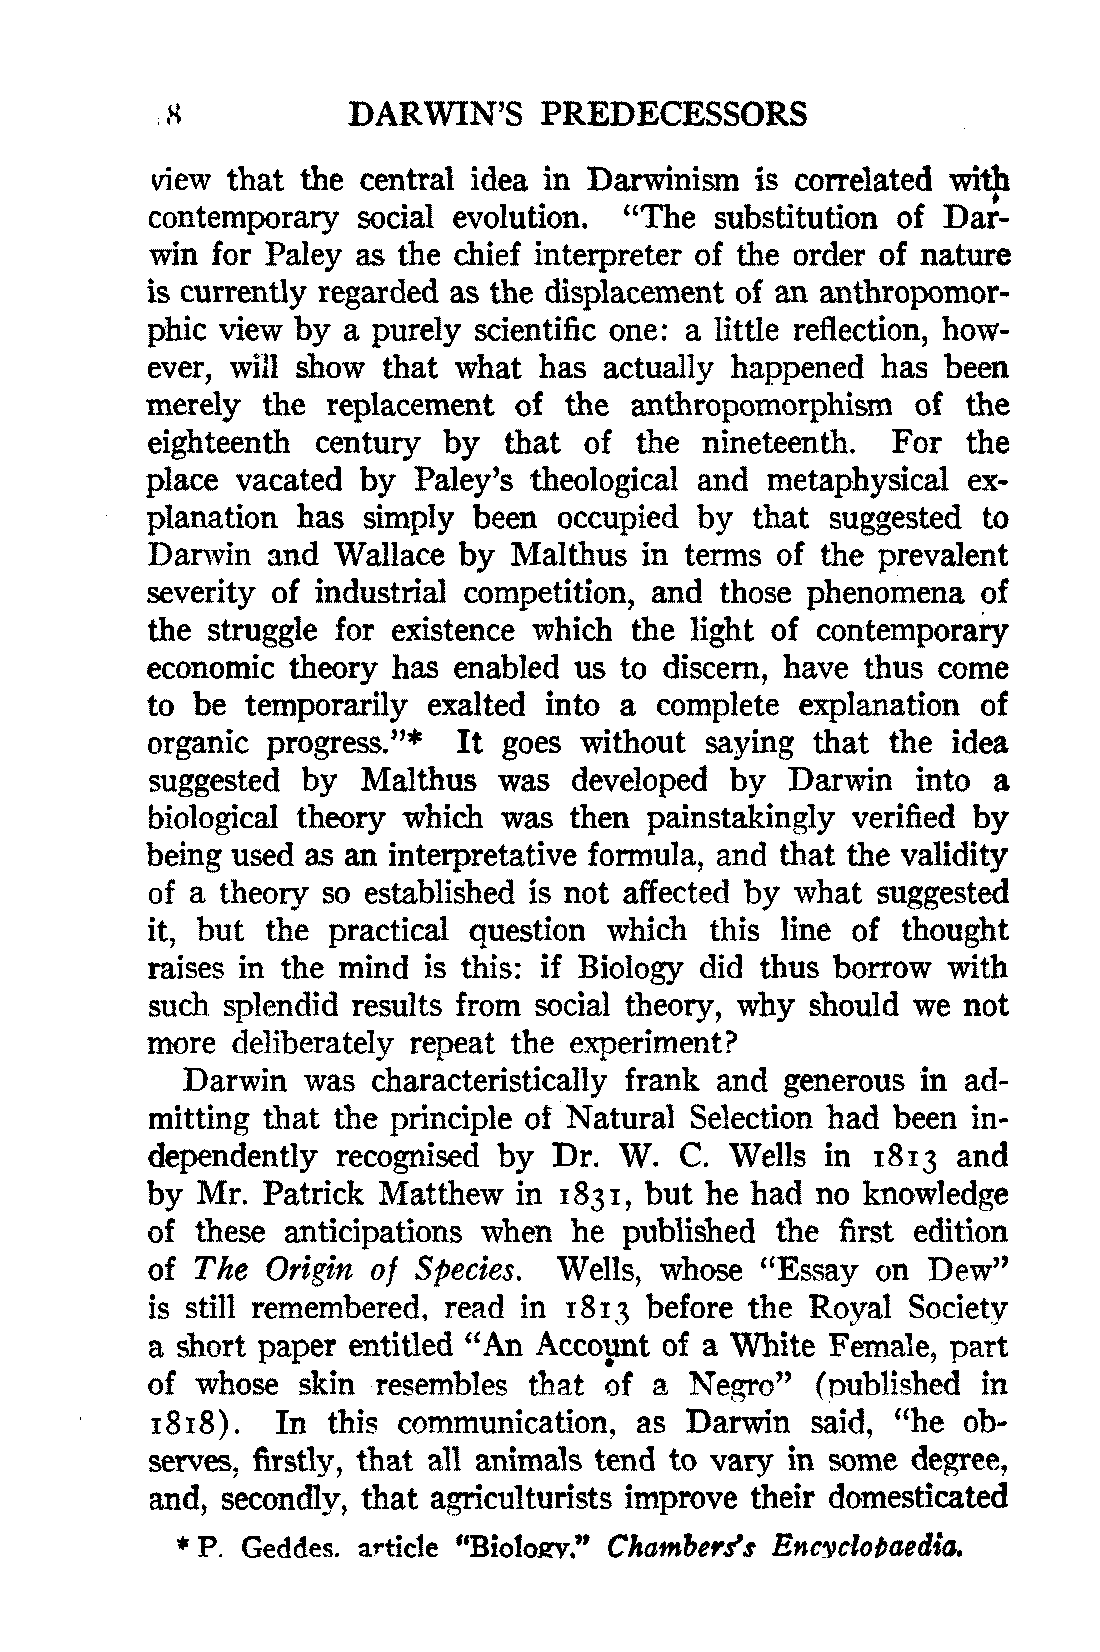 8 DARWIN'S PREDECESSORS
view that the central idea in Darwinism is correlated with
contemporary social evolution. “The substitution of Dar-
win for Paley as the chief interpreter of the order of nature
is currently regarded as the displacement of an anthropomor-
phic view by a purely scientific one: a little reflection, how-
ever, will show that what has actually happened has been
merely the replacement of the anthropomorphism of the
eighteenth century by that of the nineteenth. For the
place vacated by Paley's theological and metaphysical ex-
planation has simply been occupied by that suggested to
Darwin and Wallace by Malthus in terms of the prevalent
severity of industrial competition, and those phenomena of
the struggle for existence which the light of contemporary
economic theory has enabled us to discern, have thus come
to be temporarily exalted into a complete explanation of
organic progress.”* It goes without saying that the idea
suggested by Malthus was developed by Darwin into a
biological theory which was then painstakingly verified by
being used as an interpretative formula, and that the validity
of a theory so established is not affected by what suggested
it, but the practical question which this line of thought
raises in the mind is this: if Biology did thus borrow with
such splendid results from social theory, why should we not
more deliberately repeat the experiment?
Darwin was characteristically frank and generous in ad-
mitting that the principle of Natural Selection had been in-
dependently recognised by Dr. W. C. Wells in 1813 and
by Mr. Patrick Matthew in 1831, but he had no knowledge
of these anticipations when he published the first edition
of The Origin of Species. Wells, whose “Essay on Dew”
is still remembered, read in 1813 before the Royal Society
a short paper entitled “An Account of a White Female, part
of whose skin resembles that of a Negro” (published in
1818). In this communication, as Darwin said, “he ob-
serves, firstly, that all animals tend to vary in some degree,
and, secondly, that agriculturists improve their domesticated
* P. Geddes. article “Biology.” Chambers's Encyclopaedia.